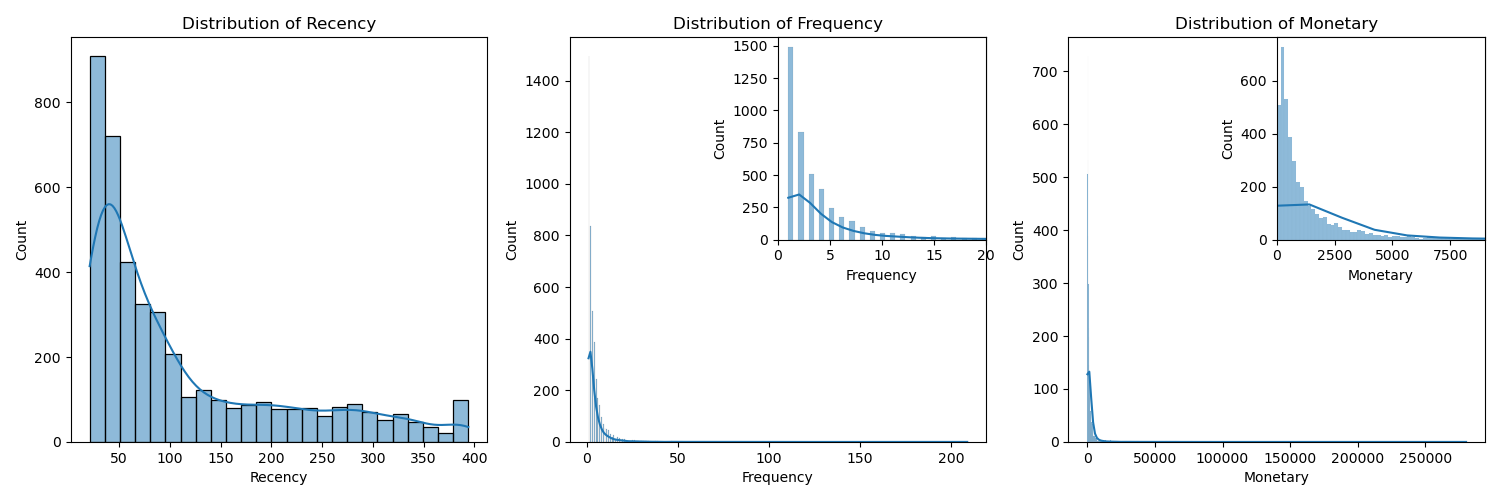 Distribution of Recency
Count
800
600
400
200
0
50 100 150 200 250 300 350 400
Recency
Distribution of Frequency
Count
1400
1200
1000
800
600
400
200
0
0 50 100 150 200
Frequency
Count
1500
1250
1000
750
500
250
0
0 5 10 15 20
Frequency
Distribution of Monetary
Count
700
600
500
400
300
200
100
0
0 50000 100000 150000 200000 250000
Monetary
Count
600
400
200
0
0 2500 5000 7500
Monetary